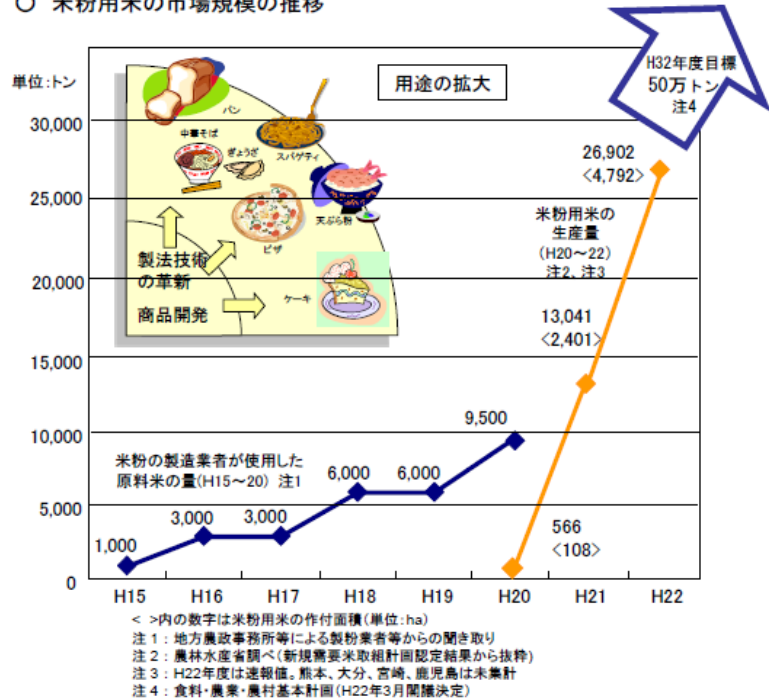 ○ 米粉用米の市場規模の推移
単位:トン
用途の拡大
H32年度目標
50万トン
注4
パン
中華そば
ぎょうざ
スパゲティ
天ぷら粉
ピザ
ケーキ
製法技術
の革新
商品開発
30,000
25,000
20,000
15,000
10,000
5,000
0
26,902
<4,792>
米粉用米の
生産量
(H20~22)
注2、注3
13,041
<2,401>
9,500
米粉の製造業者が使用した
原料米の量(H15~20) 注1
6,000
6,000
3,000
3,000
1,000
566
<108>
H15 H16 H17 H18 H19 H20 H21 H22
< >内の数字は米粉用米の作付面積(単位:ha)
注1:地方農政事務所等による製粉業者等からの聞き取り
注2:農林水産省調べ(新規需要米取組計画認定結果から抜粋)
注3:H22年度は速報値。熊本、大分、宮崎、鹿児島は未集計
注4:食料・農業・農村基本計画(H22年3月閣議決定)